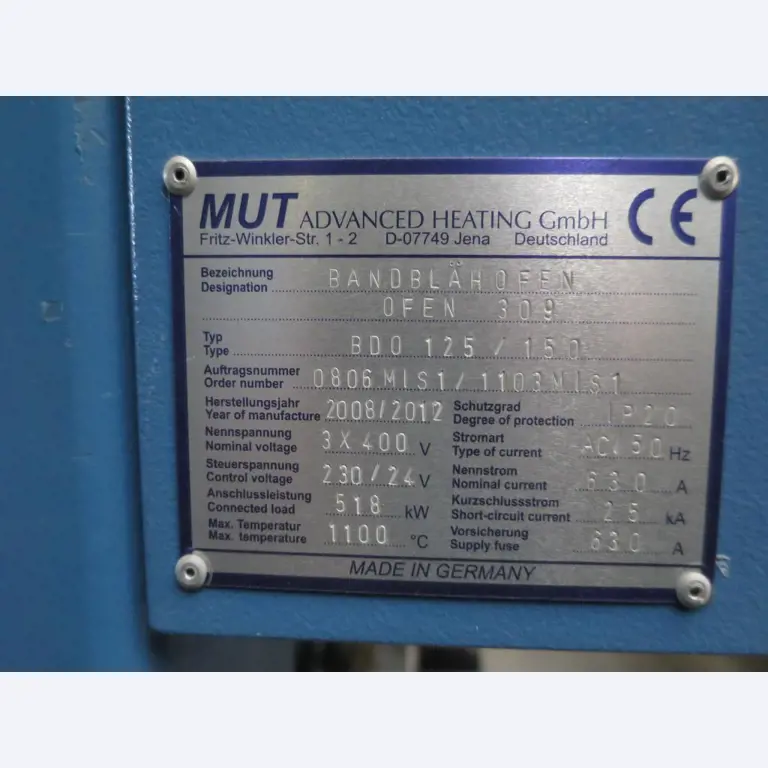 MUT ADVANCED HEATING GmbH CE
Fritz-Winkler-Str. 1 - 2 D-07749 Jena Deutschland
Bezeichnung
Designation BANDBLÄHOFEN
OFEN 309
Typ
Type BDO 125/150
Auftragsnummer
Order number 0806MIS1/1103MIS1
Herstellungsjahr
Year of manufacture 2008/2012
Schutzgrad
Degree of protection IP20
Nennspannung
Nominal voltage 3X400 V
Stromart
Type of current AC/50 Hz
Steuerspannung
Control voltage 230/24 V
Nennstrom
Nominal current 630 A
Anschlussleistung
Connected load 518 kW
Kurzschlussstrom
Short-circuit current 25 kA
Max. Temperatur
Max. temperature 1100 °C
Vorsicherung
Supply fuse 630 A
MADE IN GERMANY